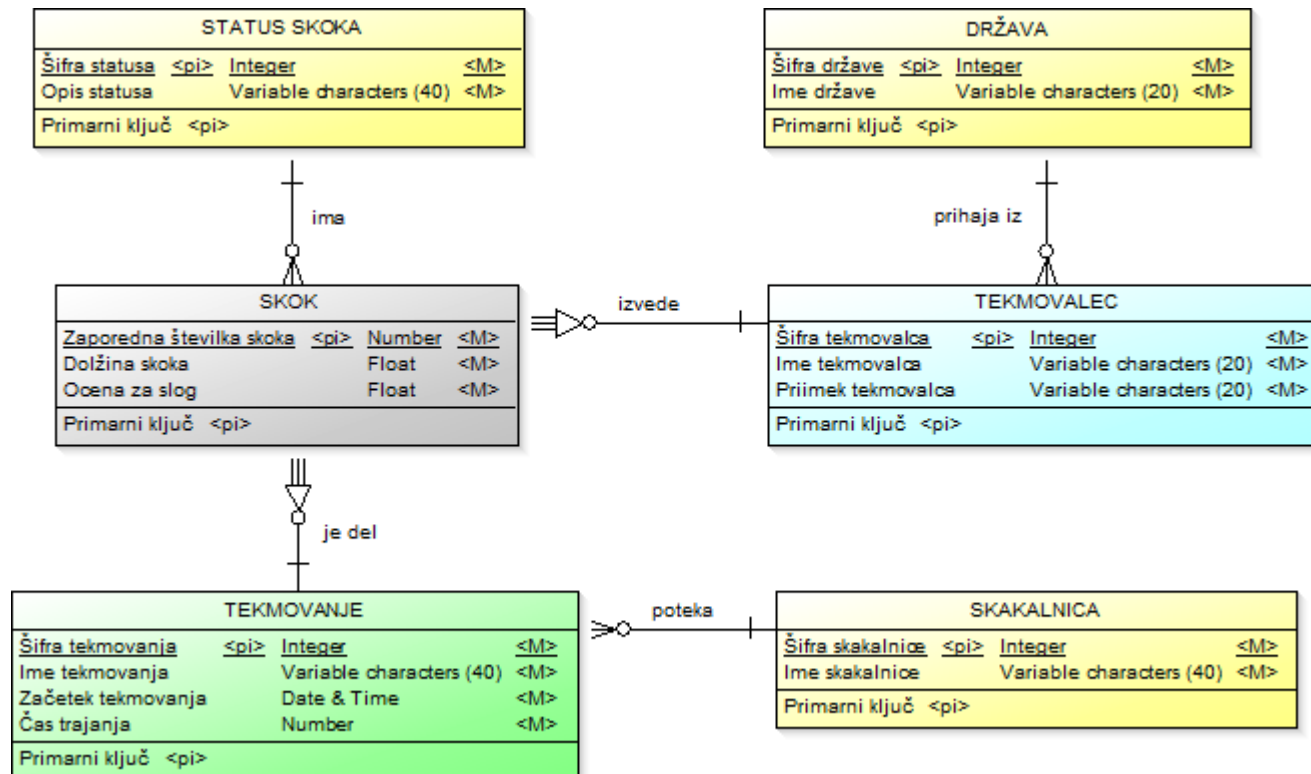 STATUS SKOKA
Šifra statusa <pi> Integer <M>
Opis statusa Variable characters (40) <M>
Primarni ključ <pi>
DRŽAVA
Šifra države <pi> Integer <M>
Ime države Variable characters (20) <M>
Primarni ključ <pi>
ima
prihaja iz
SKOK
Zaporedna številka skoka <pi> Number <M>
Dolžina skoka Float <M>
Ocena za slog Float <M>
Primarni ključ <pi>
izvede
TEKMOVALEC
Šifra tekmovalca <pi> Integer <M>
Ime tekmovalca Variable characters (20) <M>
Priimek tekmovalca Variable characters (20) <M>
Primarni ključ <pi>
je del
TEKMOVANJE
Šifra tekmovanja <pi> Integer <M>
Ime tekmovanja Variable characters (40) <M>
Začetek tekmovanja Date & Time <M>
Čas trajanja Number <M>
Primarni ključ <pi>
poteka
SKAKALNICA
Šifra skakalnice <pi> Integer <M>
Ime skakalnice Variable characters (40) <M>
Primarni ključ <pi>